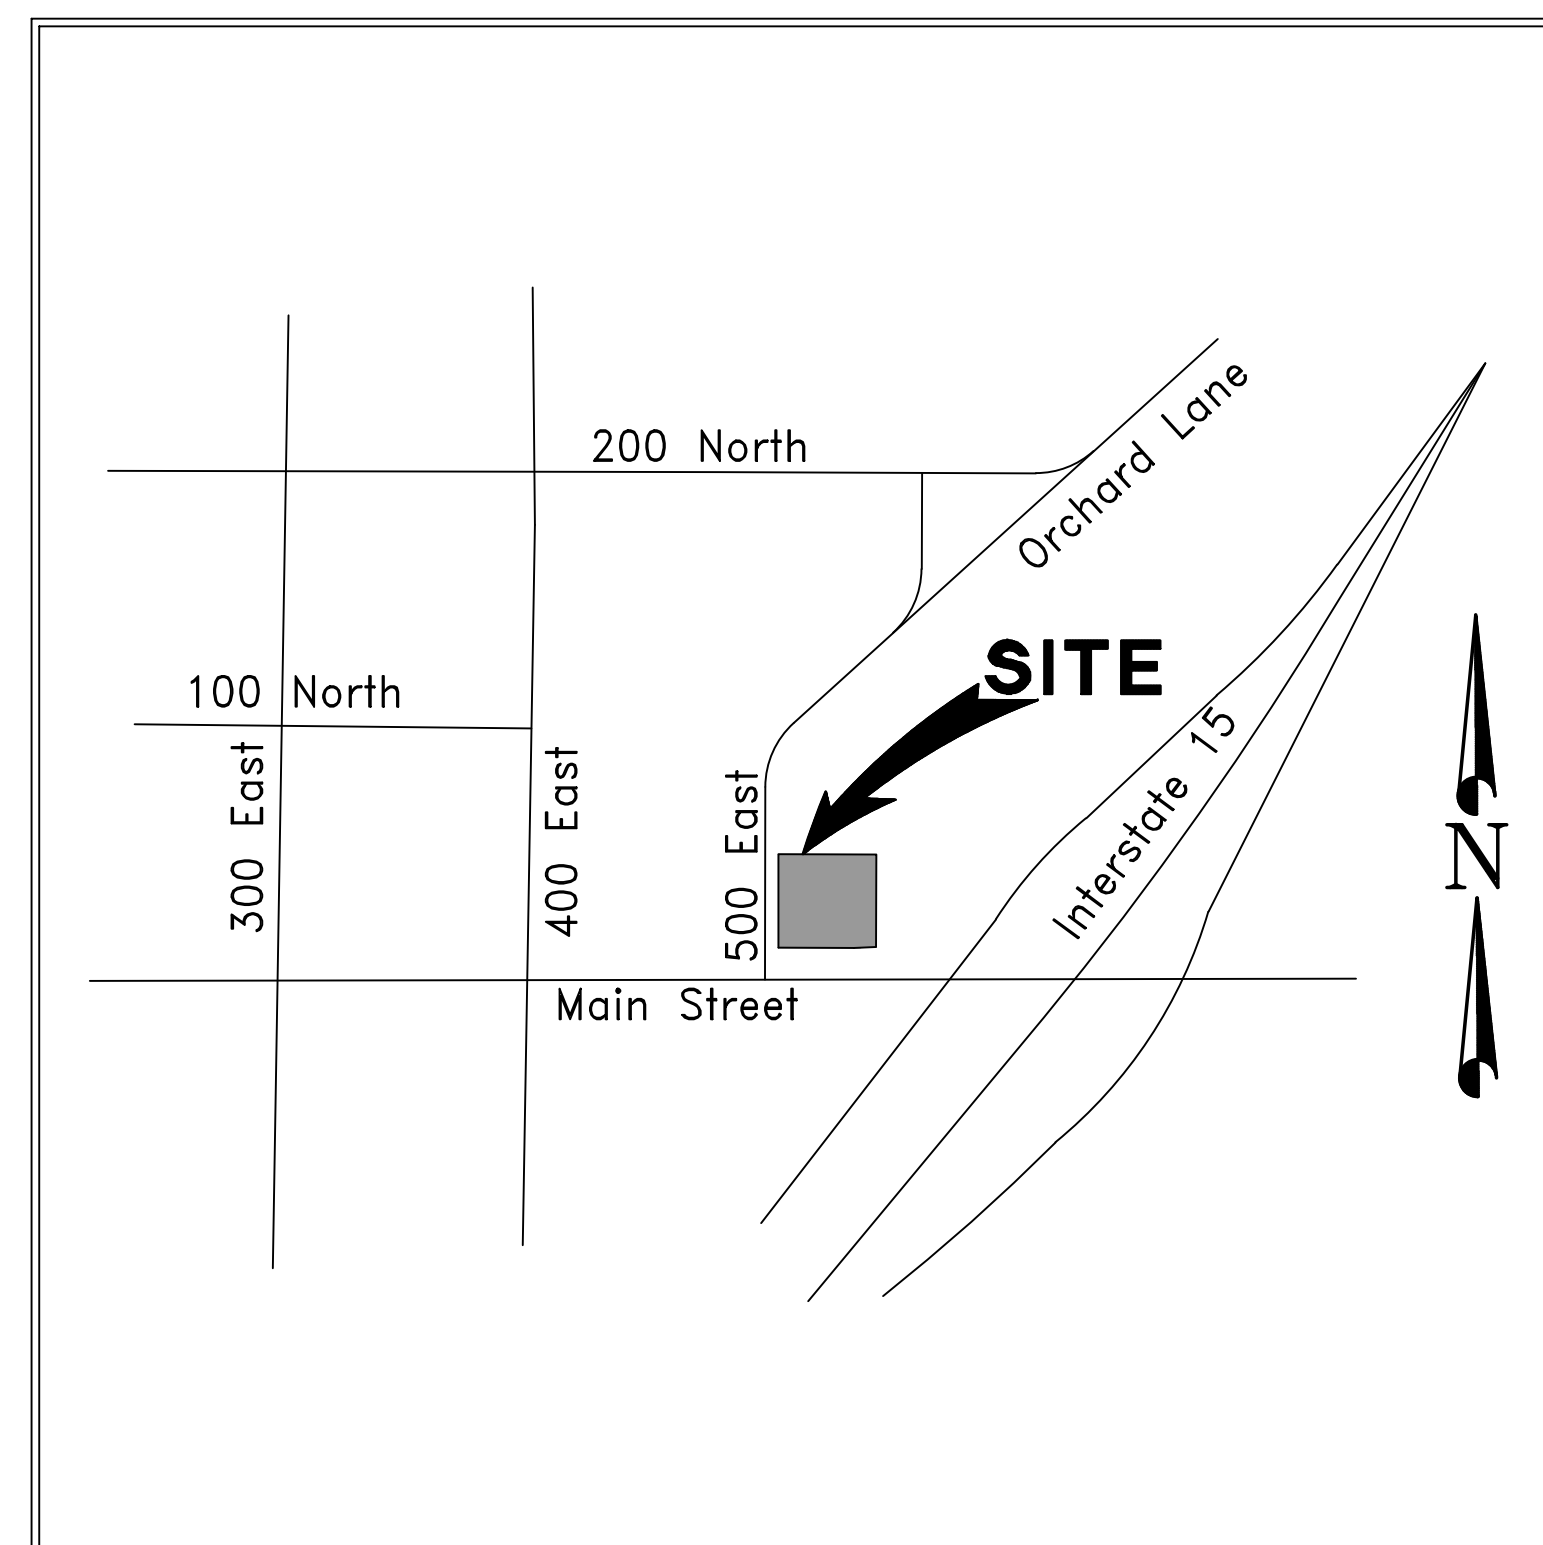 200 North
Orchard Lane
SITE
100 North
Interstate 15
300 East
400 East
500 East
N
Main Street